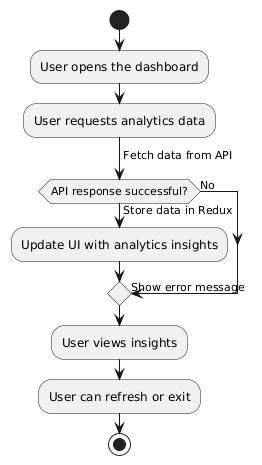 User opens the dashboard
User requests analytics data
Fetch data from API
API response successful?
No
Store data in Redux
Update UI with analytics insights
Show error message
User views insights
User can refresh or exit